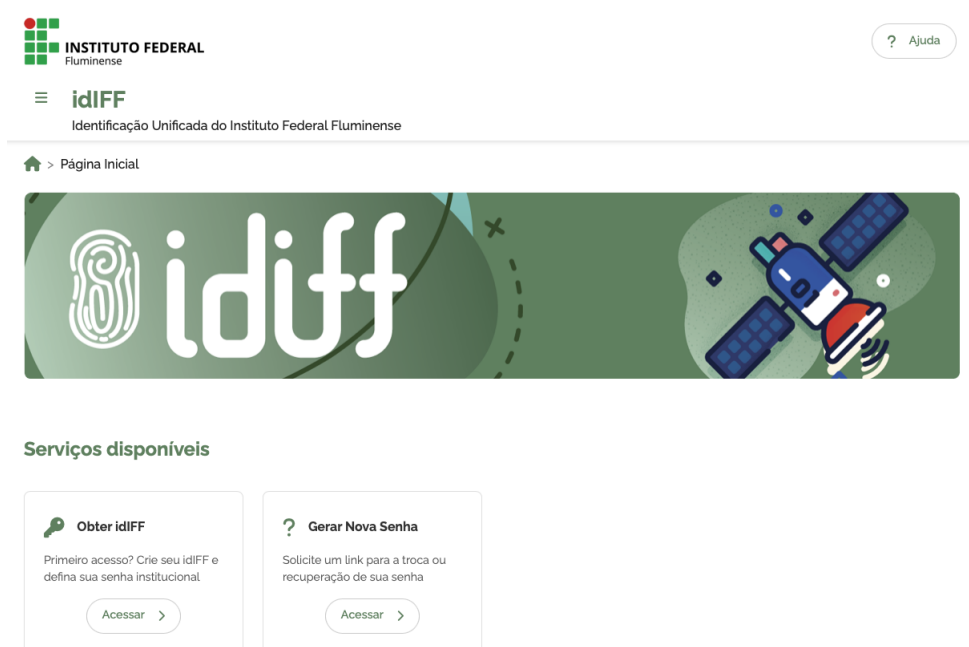 INSTITUTO FEDERAL
Fluminense
? Ajuda
idIFF
Identificação Unificada do Instituto Federal Fluminense
> Página Inicial
idiff
Serviços disponíveis
Obter idIFF
Primeiro acesso? Crie seu idIFF e
defina sua senha institucional
Acessar >
? Gerar Nova Senha
Solicite um link para a troca ou
recuperação de sua senha
Acessar >